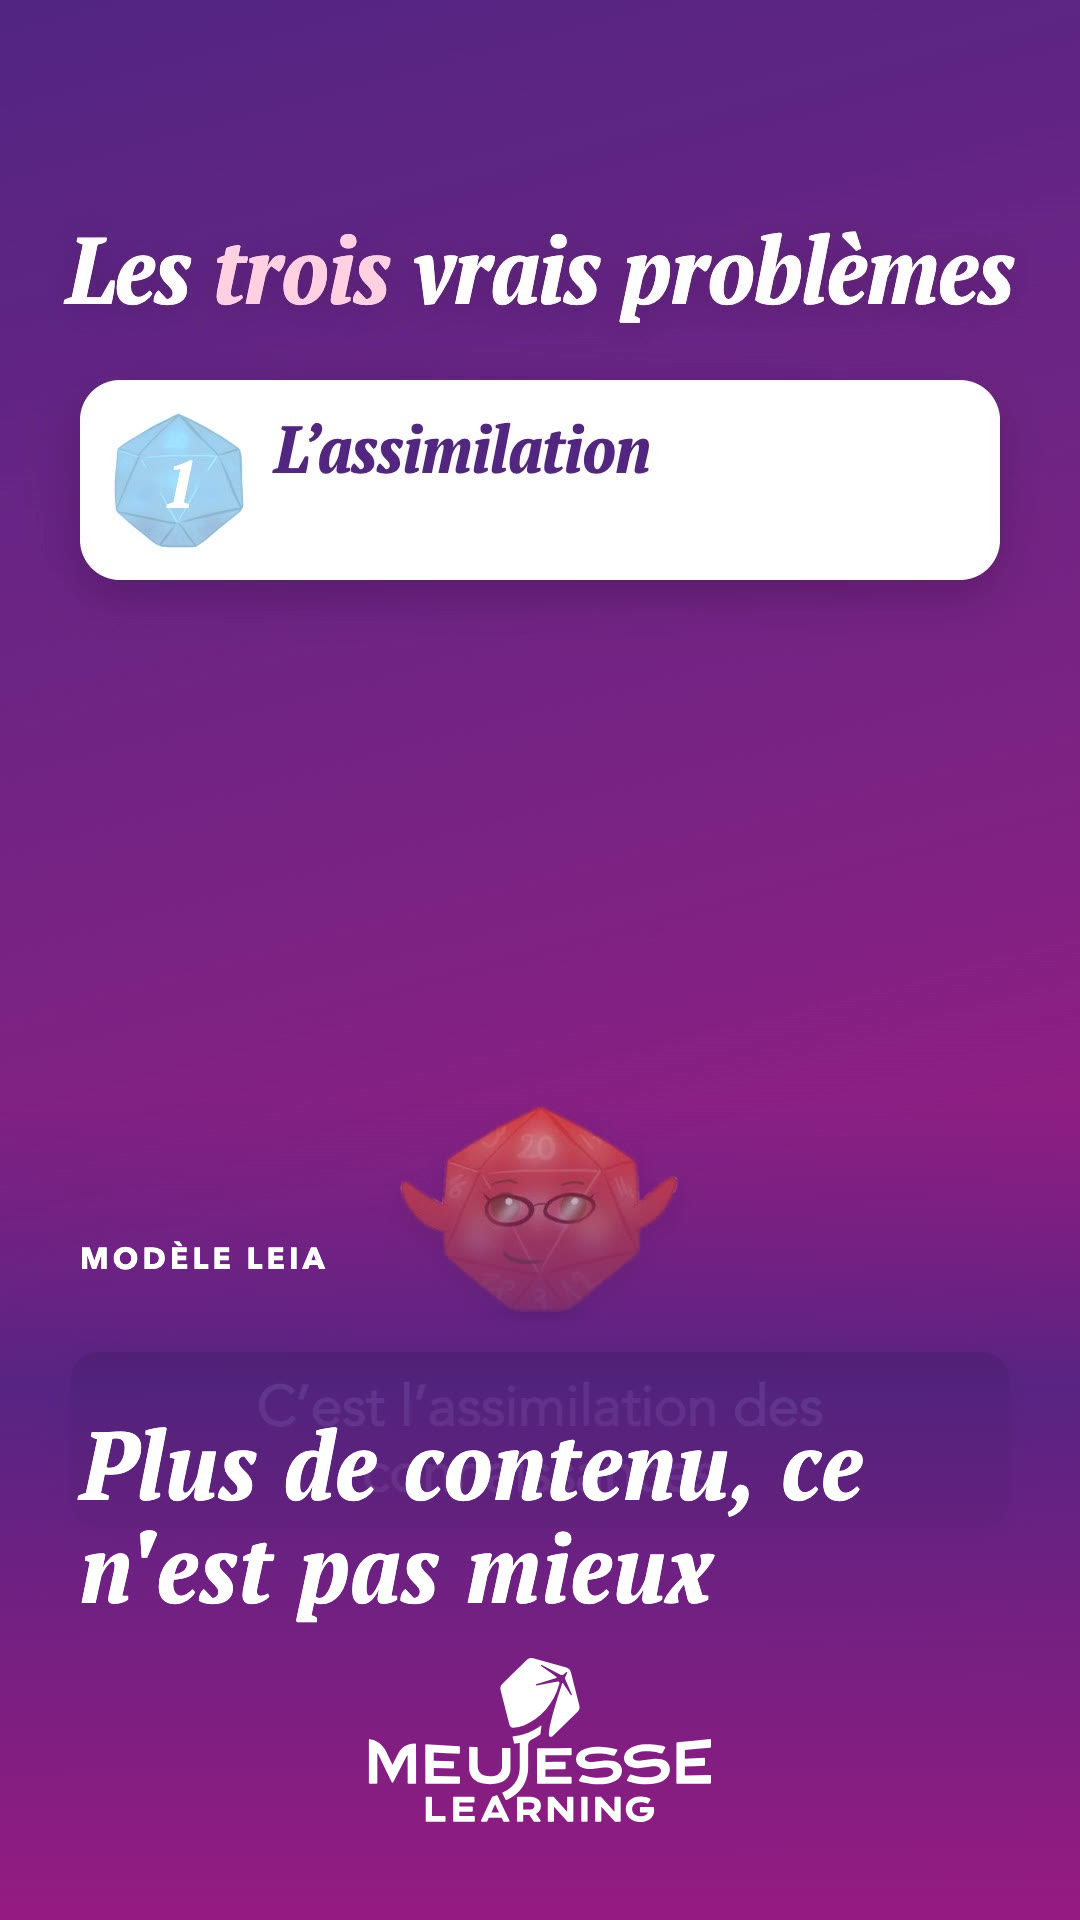 Les trois vrais problèmes
1
L’assimilation
20
MODÈLE LEIA
C’est l’assimilation des
Plus de contenu, ce
n'est pas mieux
MEUJESSE
LEARNING